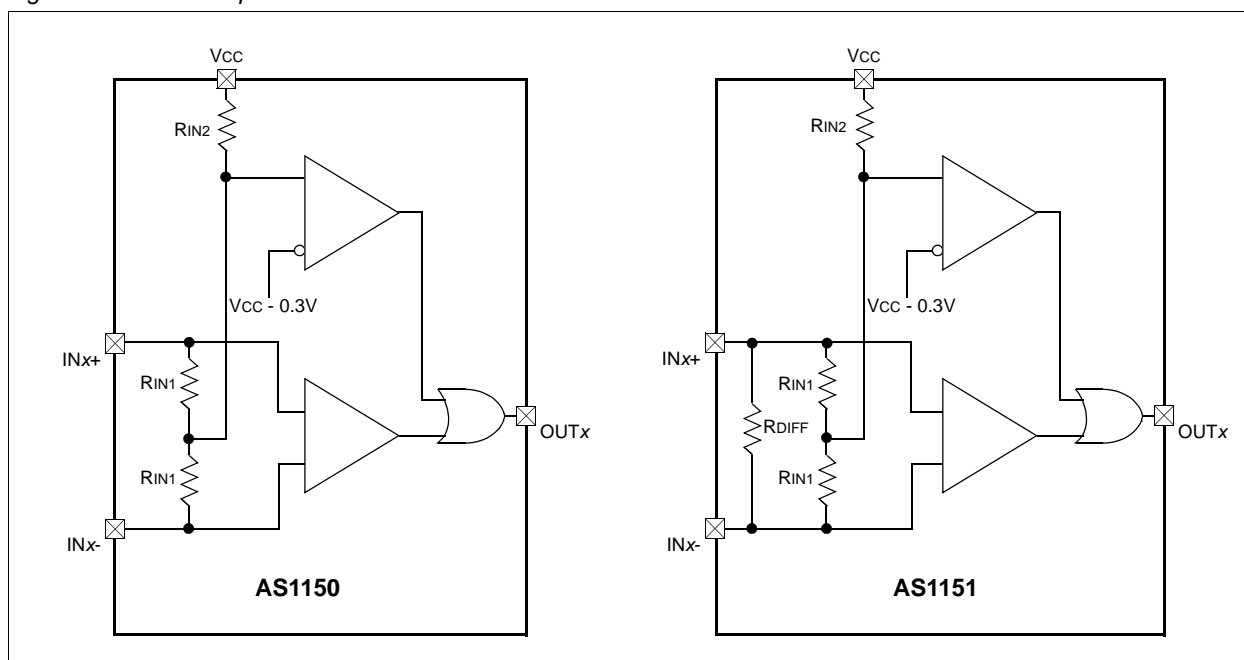 VCC
RIN2
VCC - 0.3V
INx+
RIN1
RIN1
INx-
OUTx
AS1150
VCC
RIN2
VCC - 0.3V
INx+
RDIFF
RIN1
RIN1
INx-
OUTx
AS1151